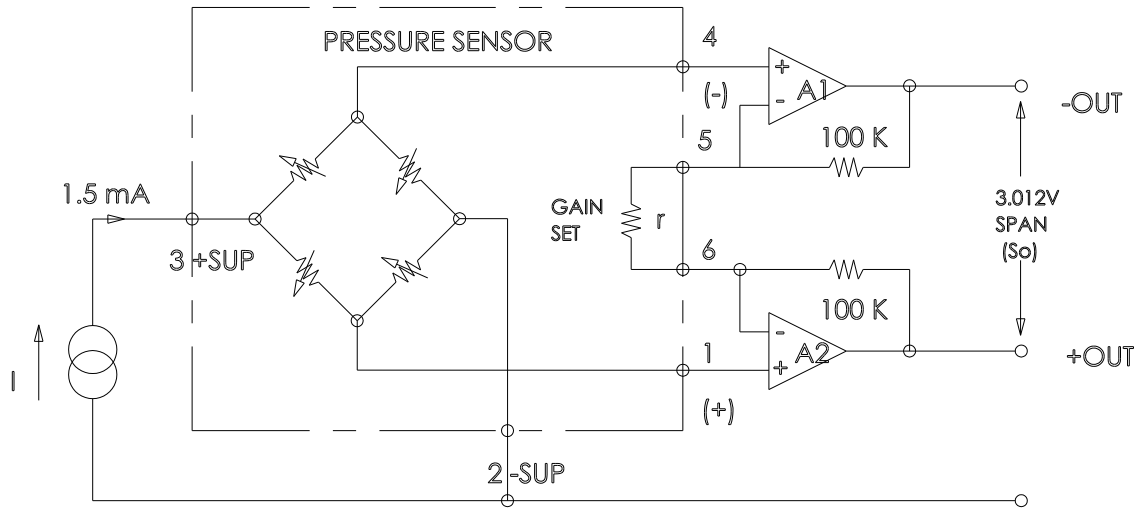 PRESSURE SENSOR
4
(-)
+
-
A1
-OUT
100 K
5
1.5 mA
GAIN
SET
r
3.012V
SPAN
(So)
3 +SUP
6
100 K
I
1
-
+
A2
+OUT
(+)
2 -SUP